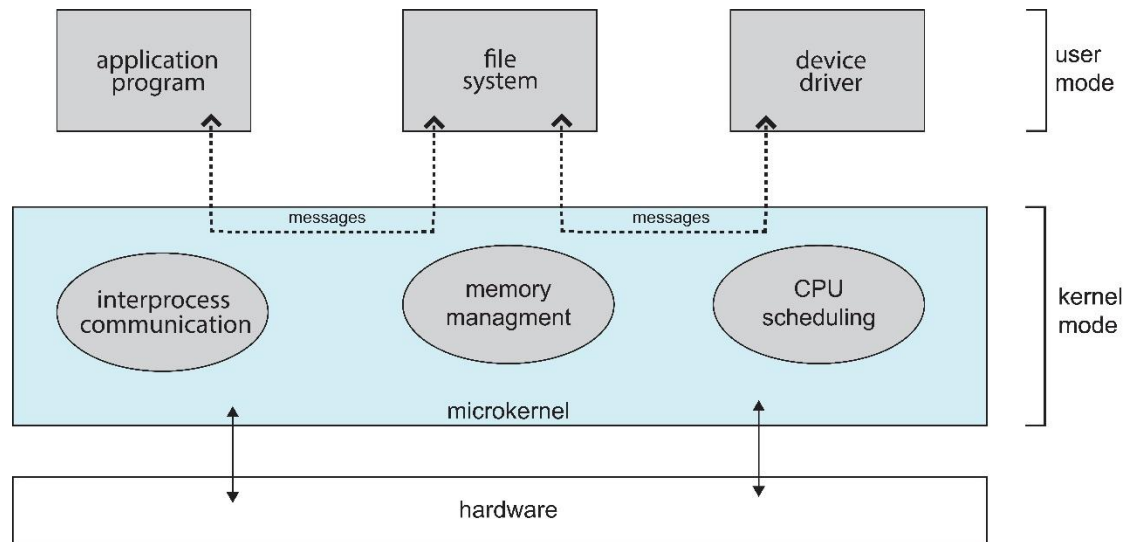 application
program
file
system
device
driver
user
mode
messages
messages
interprocess
communication
memory
managment
CPU
scheduling
kernel
mode
microkernel
hardware